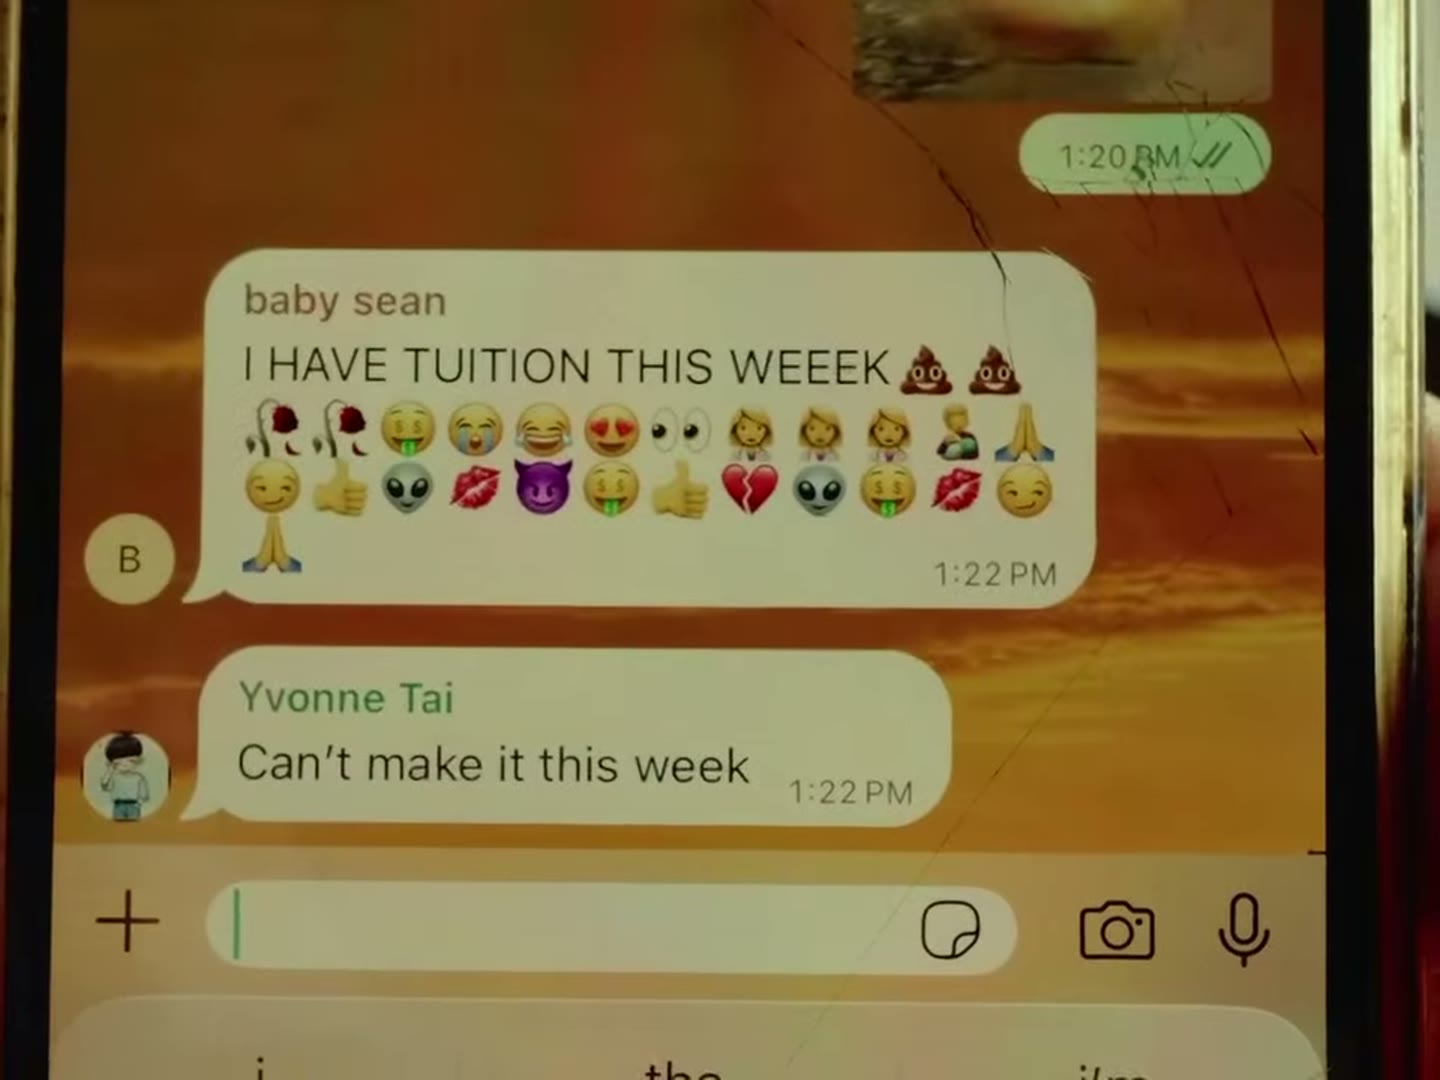 1:20 PM
baby sean
I HAVE TUITION THIS WEEEK💩 💩
🥀🥀🤑😭😂😍👀👩‍⚕️👩‍⚕️👩‍⚕️👨‍🍼🙏
😏👍👽💋😈🤑👍💔👽🤑💋😏
🙏
B
1:22 PM
Yvonne Tai
Can't make it this week
1:22 PM
i the i'm